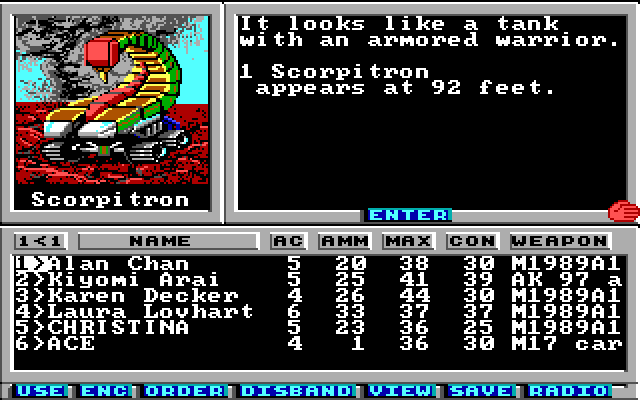 It looks like a tank
with an armored warrior.
1 Scorpitron
appears at 92 feet.
Scorpitron
ENTER
1<1 NAME AC AMM MAX CON WEAPON
1>Alan Chan 5 20 38 30 M1989A1
2>Kiyomi Arai 5 25 41 39 AK 97 a
3>Karen Decker 4 26 44 30 M1989A1
4>Laura Lovhart 6 33 37 37 M1989A1
5>CHRISTINA 5 23 36 25 M1989A1
6>ACE 4 1 36 30 M17 car
USE ENC ORDER DISBAND VIEW SAVE RADIO